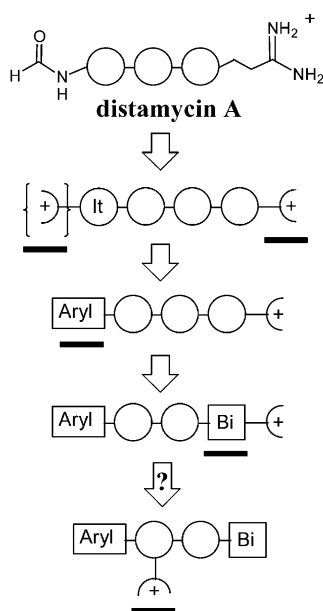 O
H
N
H
NH₂
+
NH₂
distamycin A
+ It +
Aryl +
Aryl Bi +
?
Aryl Bi
+